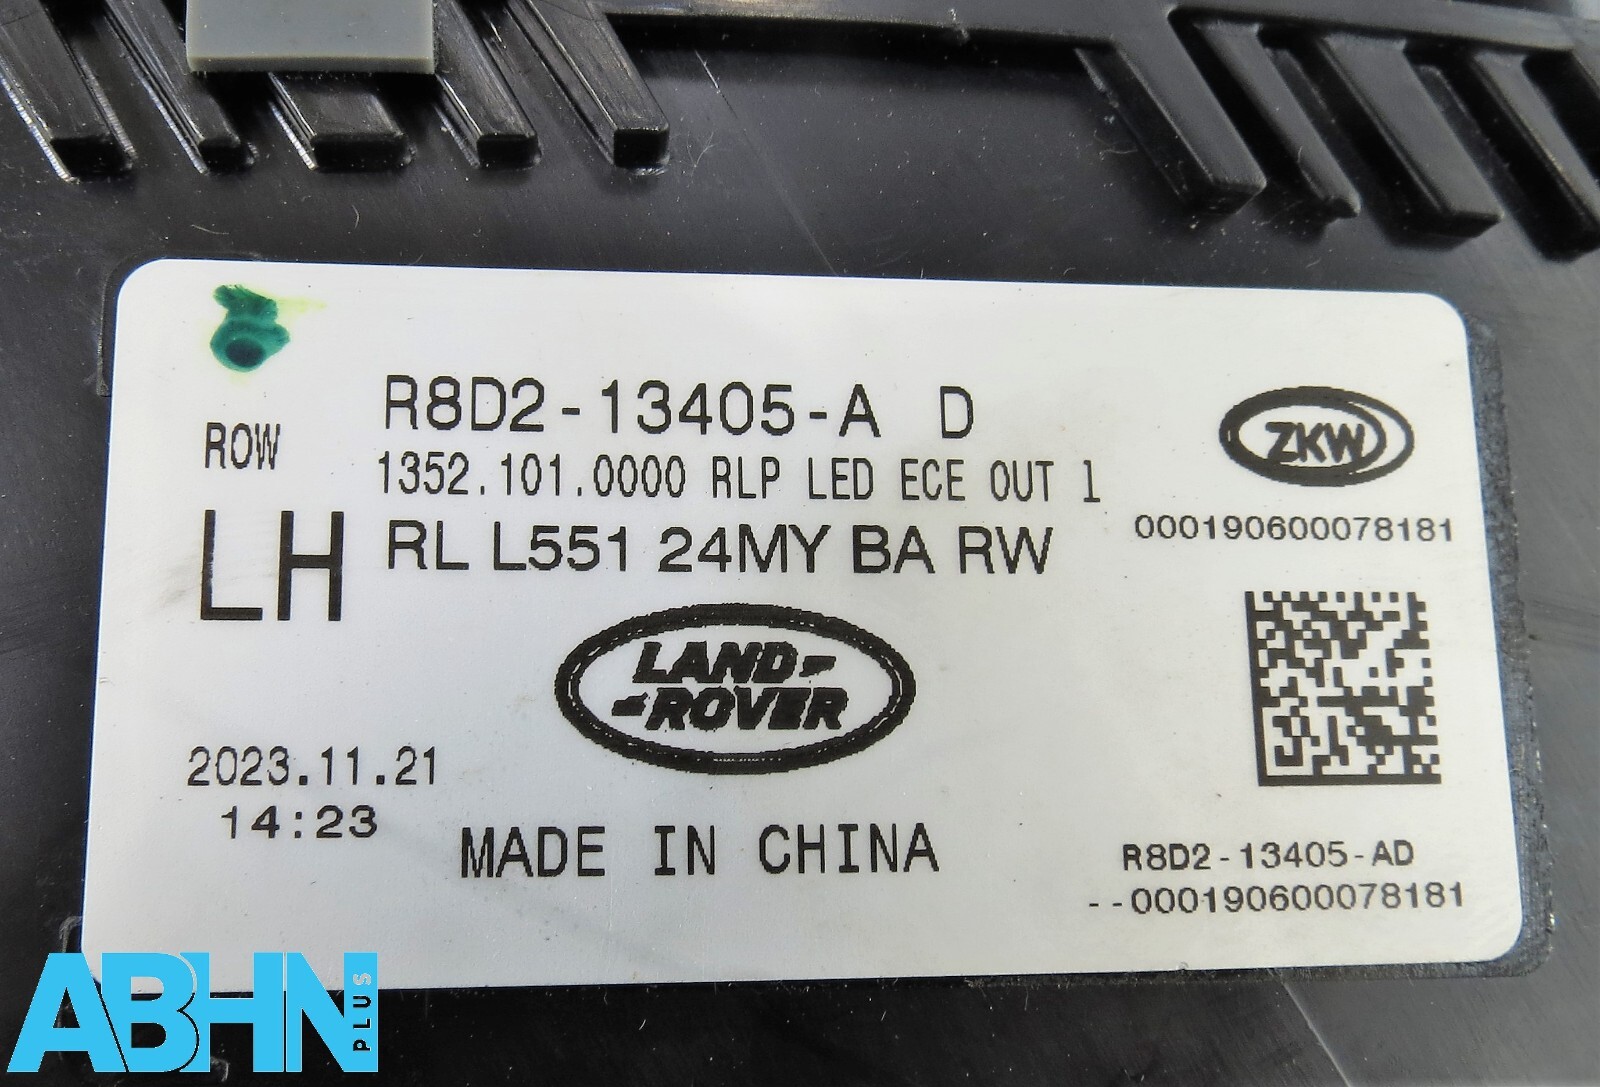 R8D2-13405-A D
ROW
1352.101.0000 RLP LED ECE OUT 1
LH
RL L551 24MY BA RW
ZKW
000190600078181
LAND
ROVER
2023.11.21
14:23
MADE IN CHINA
R8D2-13405-AD
--000190600078181
ABHN
PLUS